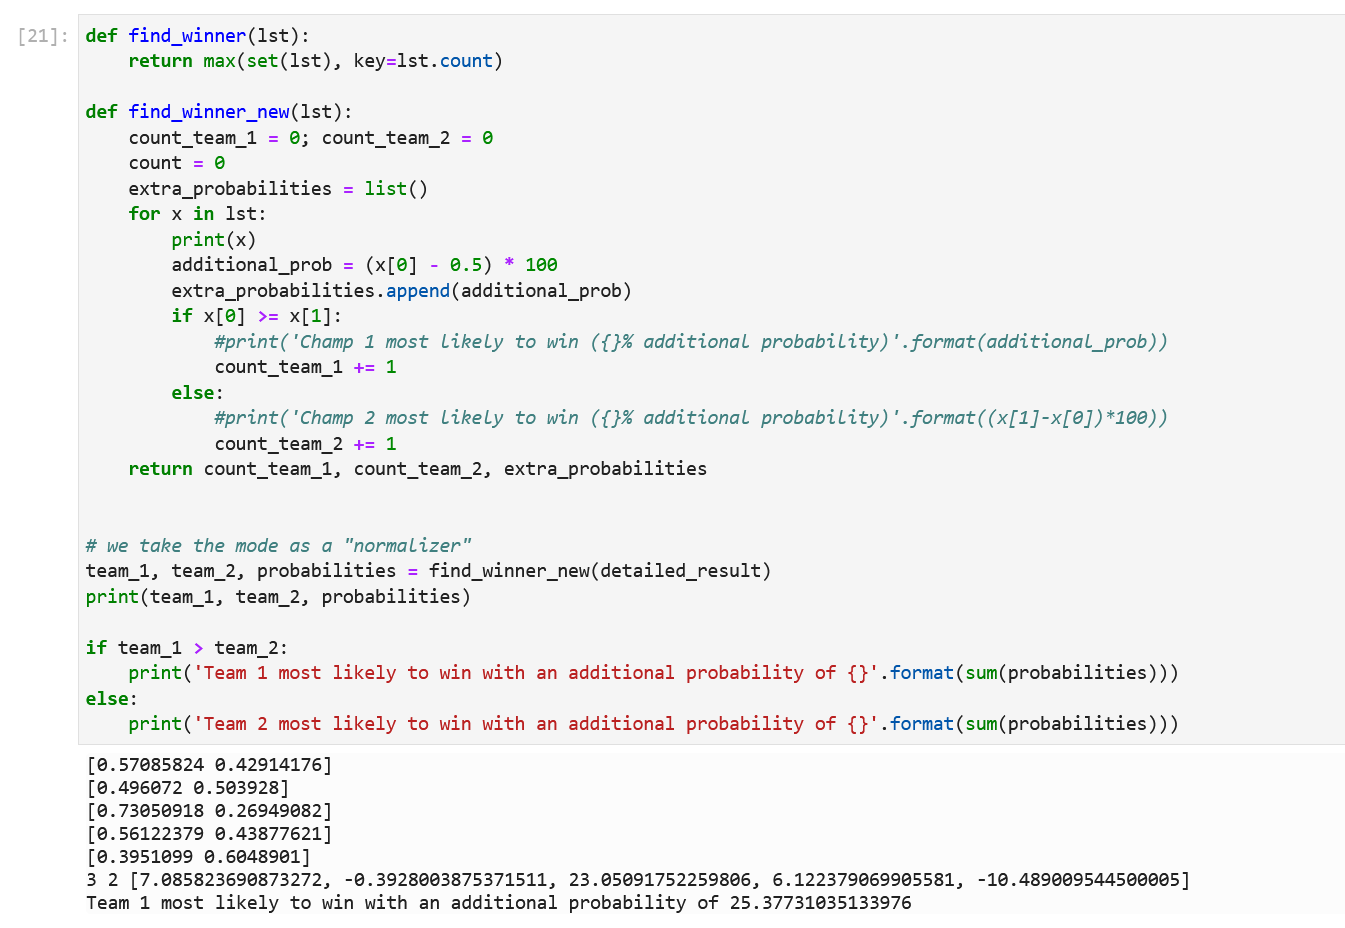 [21]: def find_winner(lst):
    return max(set(lst), key=lst.count)

def find_winner_new(lst):
    count_team_1 = 0; count_team_2 = 0
    count = 0
    extra_probabilities = list()
    for x in lst:
        print(x)
        additional_prob = (x[0] - 0.5) * 100
        extra_probabilities.append(additional_prob)
        if x[0] >= x[1]:
            #print('Champ 1 most likely to win ({}% additional probability)'.format(additional_prob))
            count_team_1 += 1
        else:
            #print('Champ 2 most likely to win ({}% additional probability)'.format((x[1]-x[0])*100))
            count_team_2 += 1
    return count_team_1, count_team_2, extra_probabilities

# we take the mode as a "normalizer"
team_1, team_2, probabilities = find_winner_new(detailed_result)
print(team_1, team_2, probabilities)

if team_1 > team_2:
    print('Team 1 most likely to win with an additional probability of {}'.format(sum(probabilities)))
else:
    print('Team 2 most likely to win with an additional probability of {}'.format(sum(probabilities)))
[0.57085824 0.42914176]
[0.496072 0.503928]
[0.73050918 0.26949082]
[0.56122379 0.43877621]
[0.3951099 0.6048901]
3 2 [7.085823690873272, -0.3928003875371511, 23.05091752259806, 6.122379069905581, -10.489009544500005]
Team 1 most likely to win with an additional probability of 25.37731035133976